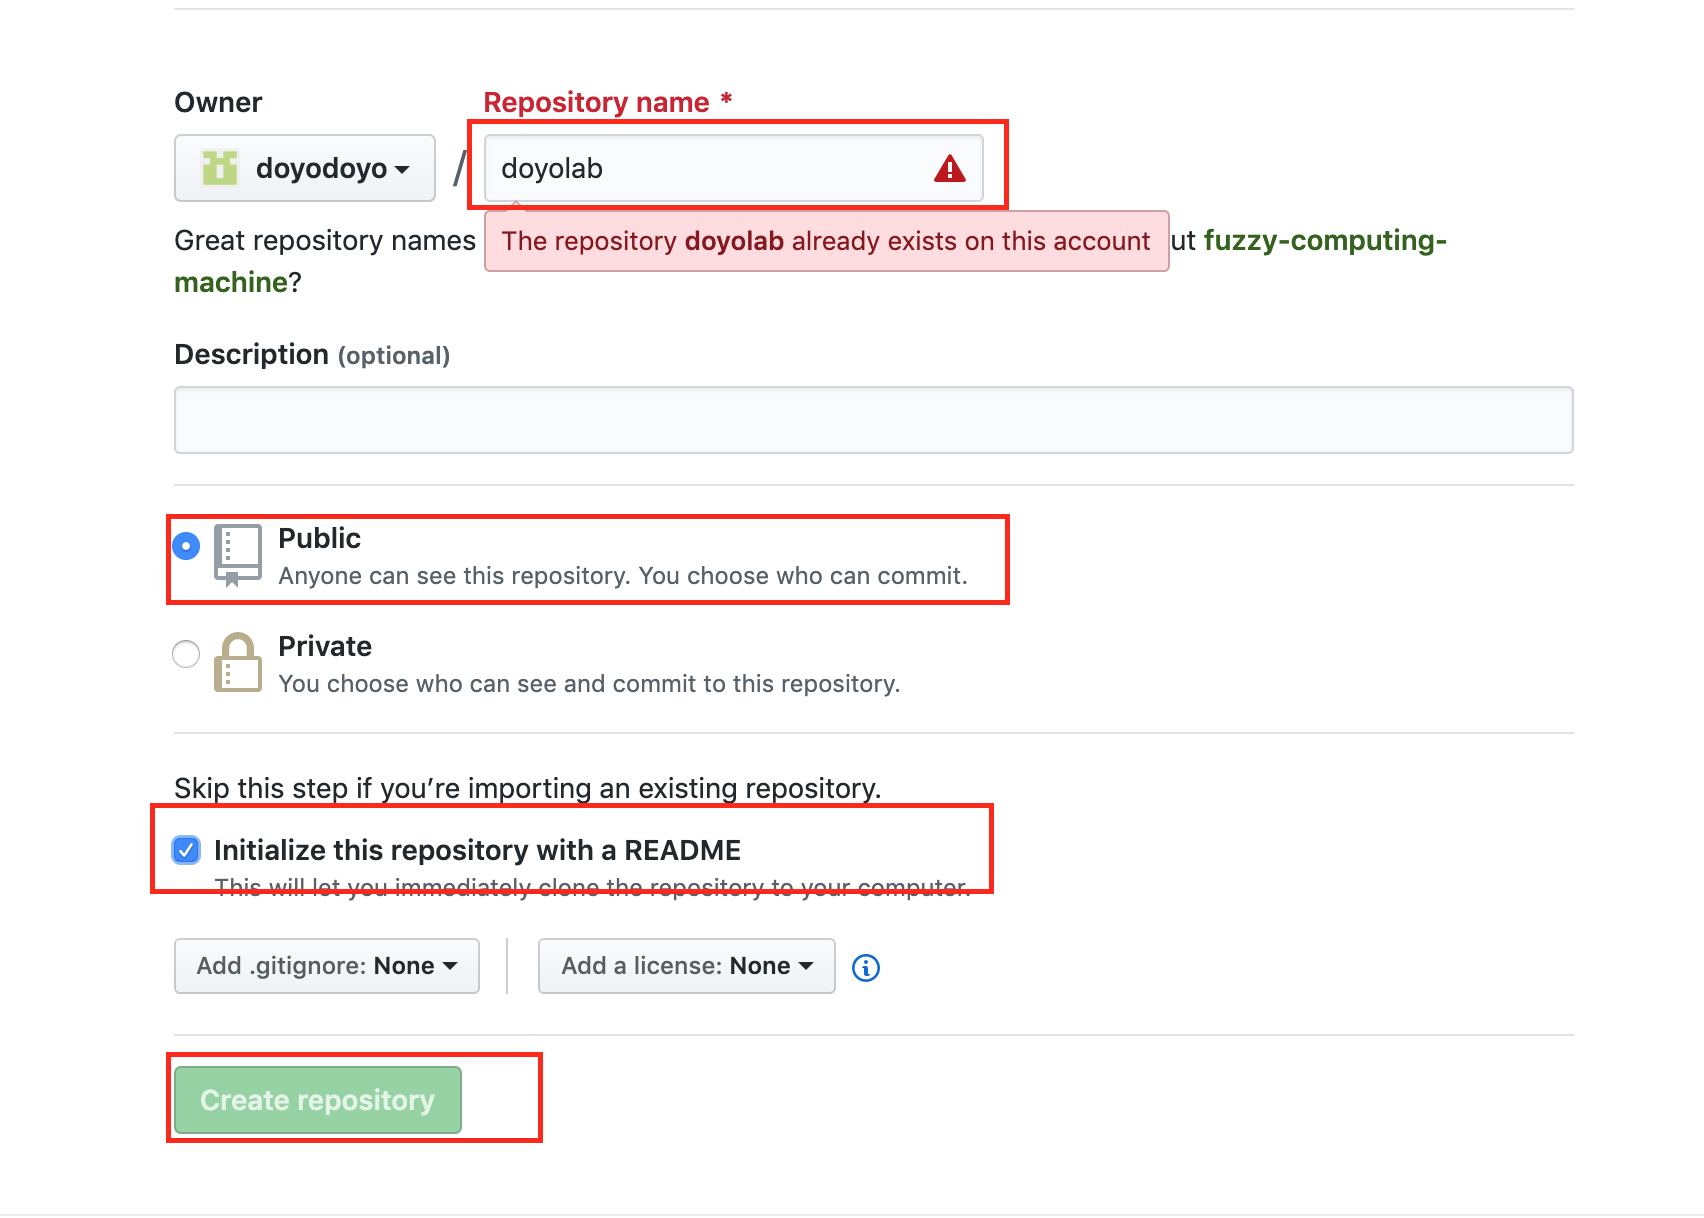 Owner
Repository name *
doyodoyo
/
doyolab
The repository doyolab already exists on this account
Great repository names ut fuzzy-computing-
machine?
Description (optional)
Public
Anyone can see this repository. You choose who can commit.
Private
You choose who can see and commit to this repository.
Skip this step if you’re importing an existing repository.
Initialize this repository with a README
This will let you immediately clone the repository to your computer.
Add .gitignore: None
Add a license: None
Create repository